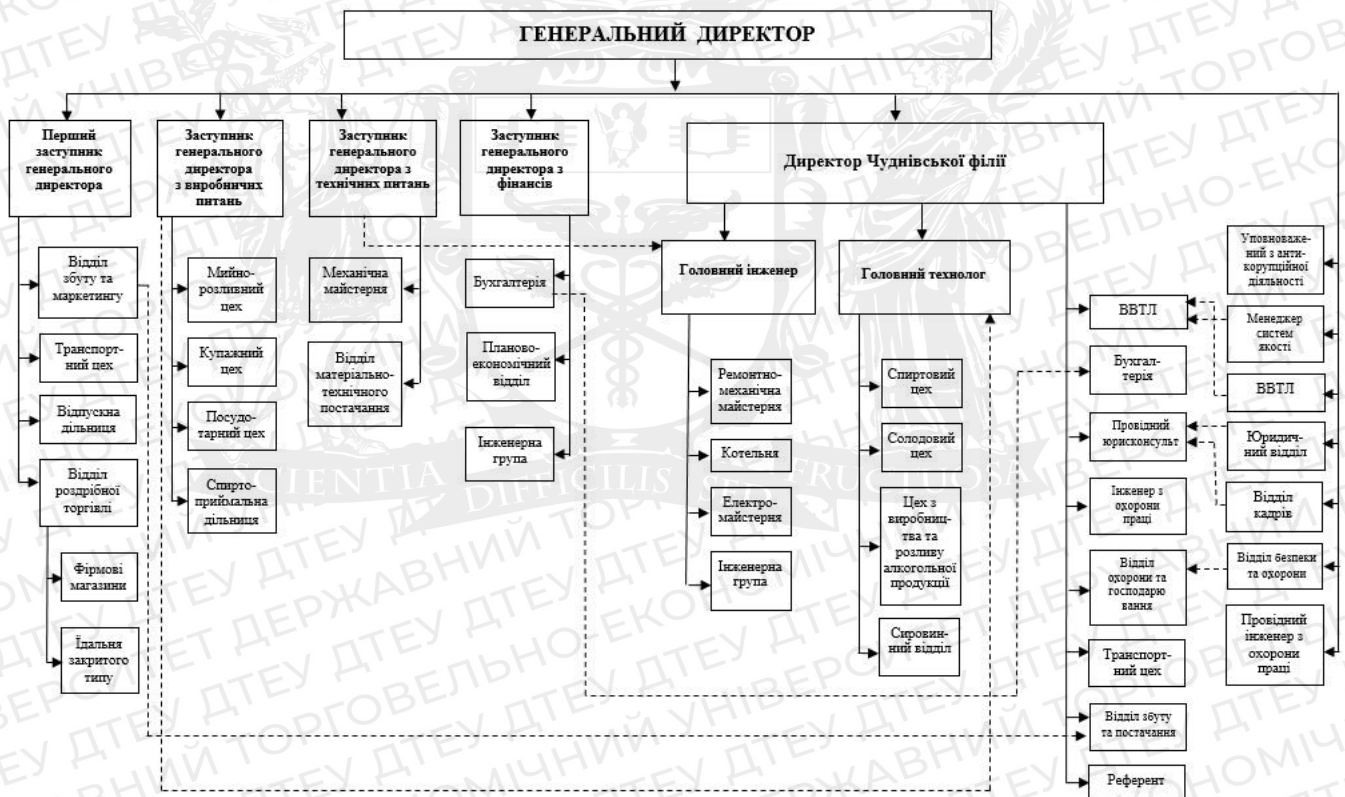 ГЕНЕРАЛЬНИЙ ДИРЕКТОР
Перший
заступник
генерального
директора
Заступник
генерального
директора
з виробничих
питань
Заступник
генерального
директора з
технічних питань
Заступник
генерального
директора з
фінансів
Директор Чуднівської філії
Відділ
збуту та
маркетингу
Транспорт-
ний цех
Відпускна
дільниця
Відділ
роздрібної
торгівлі
Фірмові
магазини
Їдальня
закритого
типу
Мийно-
розливний
цех
Купажний
цех
Посудо-
тарний цех
Спирто-
приймальна
дільниця
Механічна
майстерня
Відділ
матеріально-
технічного
постачання
Бухгалтерія
Планово-
економічний
відділ
Інженерна
група
Головний інженер
Ремонтно-
механічна
майстерня
Котельня
Електро-
майстерня
Інженерна
група
Головний технолог
Спиртовий
цех
Солодовий
цех
Цех з
виробниц-
тва та
розливу
алкогольної
продукції
Сировин-
ний відділ
ВВТЛ
Бухгал-
терія
Провідний
юрисконсульт
Інженер з
охорони
праці
Відділ
охорони та
господарю
вання
Транспорт-
ний цех
Відділ збуту
та постачання
Референт
Уповноваже-
ний з анти-
корупційної
діяльності
Менеджер
систем
якості
ВВТЛ
Юридич-
ний відділ
Відділ
кадрів
Відділ безпеки
та охорони
Провідний
інженер з
охорони
праці